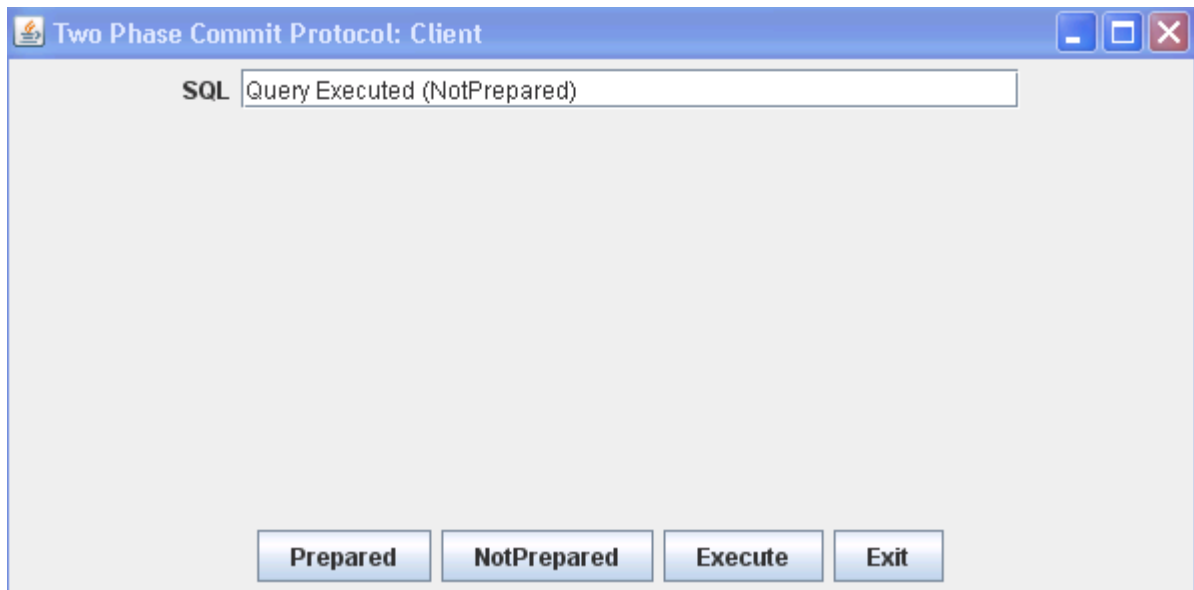 Two Phase Commit Protocol: Client
SQL Query Executed (NotPrepared)
Prepared NotPrepared Execute Exit